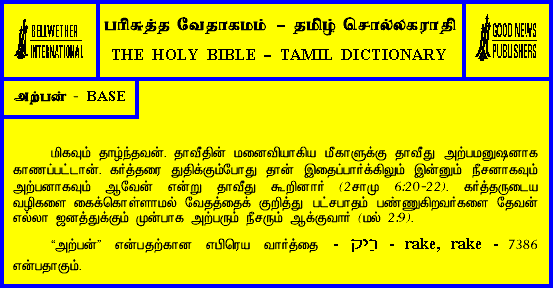 BELLWETHER
INTERNATIONAL
பரிசுத்த வேதாகமம் – தமிழ் சொல்லகராதி
THE HOLY BIBLE – TAMIL DICTIONARY
GOOD NEWS
PUBLISHERS
அற்பன் - BASE
மிகவும் தாழ்ந்தவன். தாவீதின் மனைவியாகிய மீகாளுக்கு தாவீது அற்பமனுஷனாக
காணப்பட்டான். கர்த்தரை துதிக்கும்போது தான் இதைப்பார்க்கிலும் இன்னும் நீசனாகவும்
அற்பனாகவும் ஆவேன் என்று தாவீது கூறினார் (2சாமு 6:20-22). கர்த்தருடைய
வழிகளை கைக்கொள்ளாமல் வேதத்தைக் குறித்து பட்சபாதம் பண்ணுகிறவர்களை தேவன்
எல்லா ஜனத்துக்கும் முன்பாக அற்பரும் நீசரும் ஆக்குவார் (மல் 2:9).
“அற்பன்” என்பதற்கான எபிரெய வார்த்தை - ריק - rake, rake - 7386
என்பதாகும்.